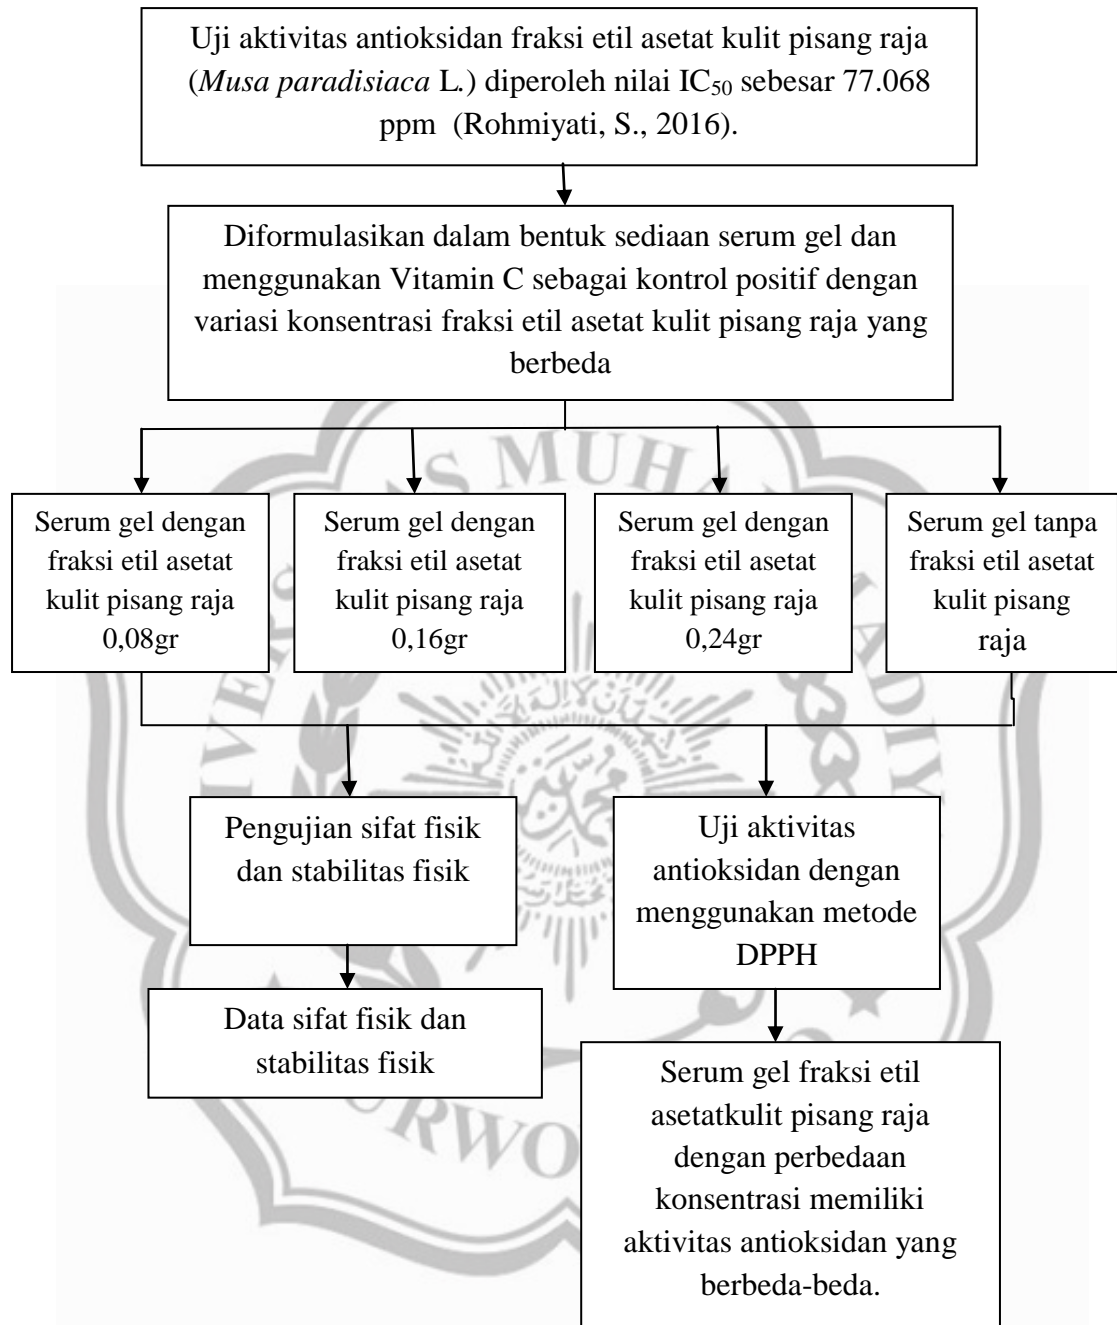 Uji aktivitas antioksidan fraksi etil asetat kulit pisang raja
(Musa paradisiaca L.) diperoleh nilai IC₅₀ sebesar 77.068
ppm (Rohmiyati, S., 2016).
Diformulasikan dalam bentuk sediaan serum gel dan
menggunakan Vitamin C sebagai kontrol positif dengan
variasi konsentrasi fraksi etil asetat kulit pisang raja yang
berbeda
Serum gel dengan
fraksi etil asetat
kulit pisang raja
0,08gr
Serum gel dengan
fraksi etil asetat
kulit pisang raja
0,16gr
Serum gel dengan
fraksi etil asetat
kulit pisang raja
0,24gr
Serum gel tanpa
fraksi etil asetat
kulit pisang
raja
Pengujian sifat fisik
dan stabilitas fisik
Uji aktivitas
antioksidan dengan
menggunakan metode
DPPH
Data sifat fisik dan
stabilitas fisik
Serum gel fraksi etil
asetatkulit pisang raja
dengan perbedaan
konsentrasi memiliki
aktivitas antioksidan yang
berbeda-beda.